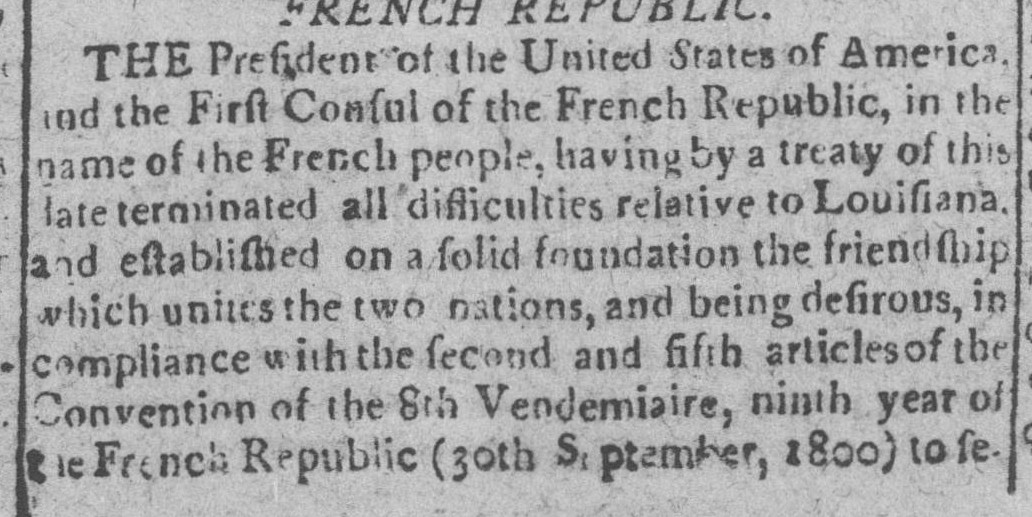 FRENCH REPUBLIC.
THE Preſident of the United States of America,
and the Firſt Conſul of the French Republic, in the
name of the French people, having by a treaty of this
late terminated all difficulties relative to Louiſiana.
and eſtabliſhed on a ſolid foundation the friendſhip
which unites the two nations, and being deſirous, in
compliance with the ſecond and fifth articles of the
Convention of the 8th Vendemiaire, ninth year of
the French Republic (30th September, 1800) to ſe-